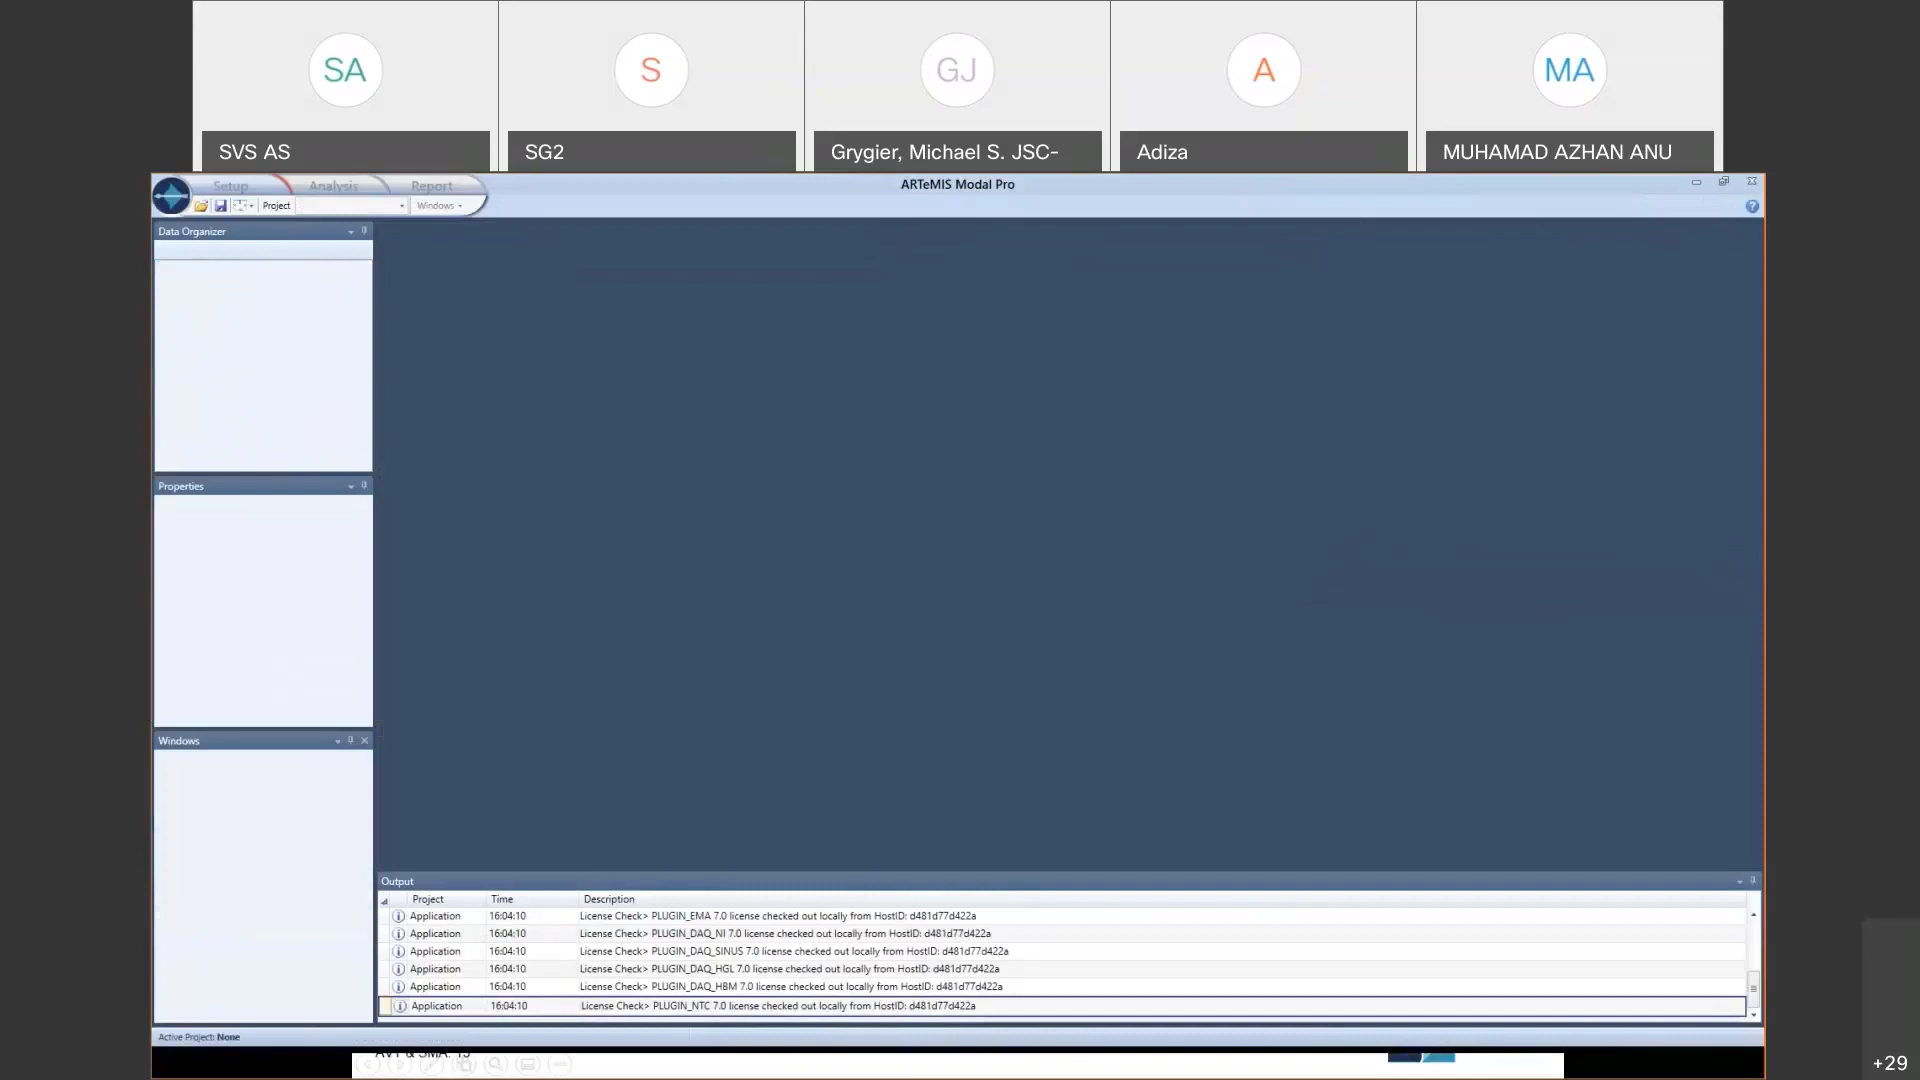 SA
S
GJ
A
MA
SVS AS
SG2
Grygier, Michael S. JSC-
Adiza
MUHAMAD AZHAN ANU
Setup
Analysis
Report
ARTeMIS Modal Pro
Project
Windows
Data Organizer
Properties
Windows
Output
Project Time Description
Application 16:04:10 License Check> PLUGIN_EMA 7.0 license checked out locally from HostID: d481d77d422a
Application 16:04:10 License Check> PLUGIN_DAQ_NI 7.0 license checked out locally from HostID: d481d77d422a
Application 16:04:10 License Check> PLUGIN_DAQ_SINUS 7.0 license checked out locally from HostID: d481d77d422a
Application 16:04:10 License Check> PLUGIN_DAQ_HGL 7.0 license checked out locally from HostID: d481d77d422a
Application 16:04:10 License Check> PLUGIN_DAQ_HBM 7.0 license checked out locally from HostID: d481d77d422a
Application 16:04:10 License Check> PLUGIN_NTC 7.0 license checked out locally from HostID: d481d77d422a
Active Project: None
+29